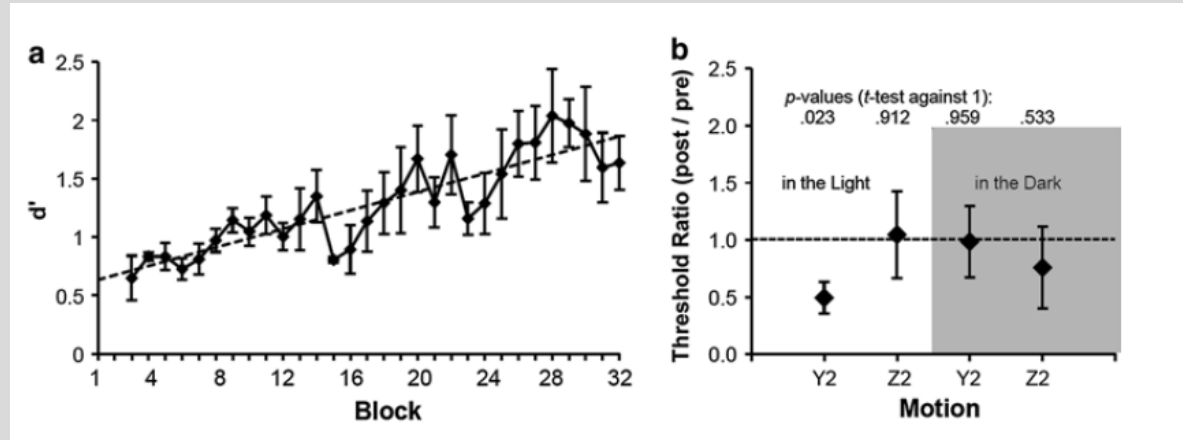 a
2.5
2
1.5
1
0.5
0
d'
1 4 8 12 16 20 24 28 32
Block
b
2.5
2.0
1.5
1.0
0.5
0.0
Threshold Ratio (post / pre)
p-values (t-test against 1):
.023 .912 .959 .533
in the Light in the Dark
Y2 Z2 Y2 Z2
Motion